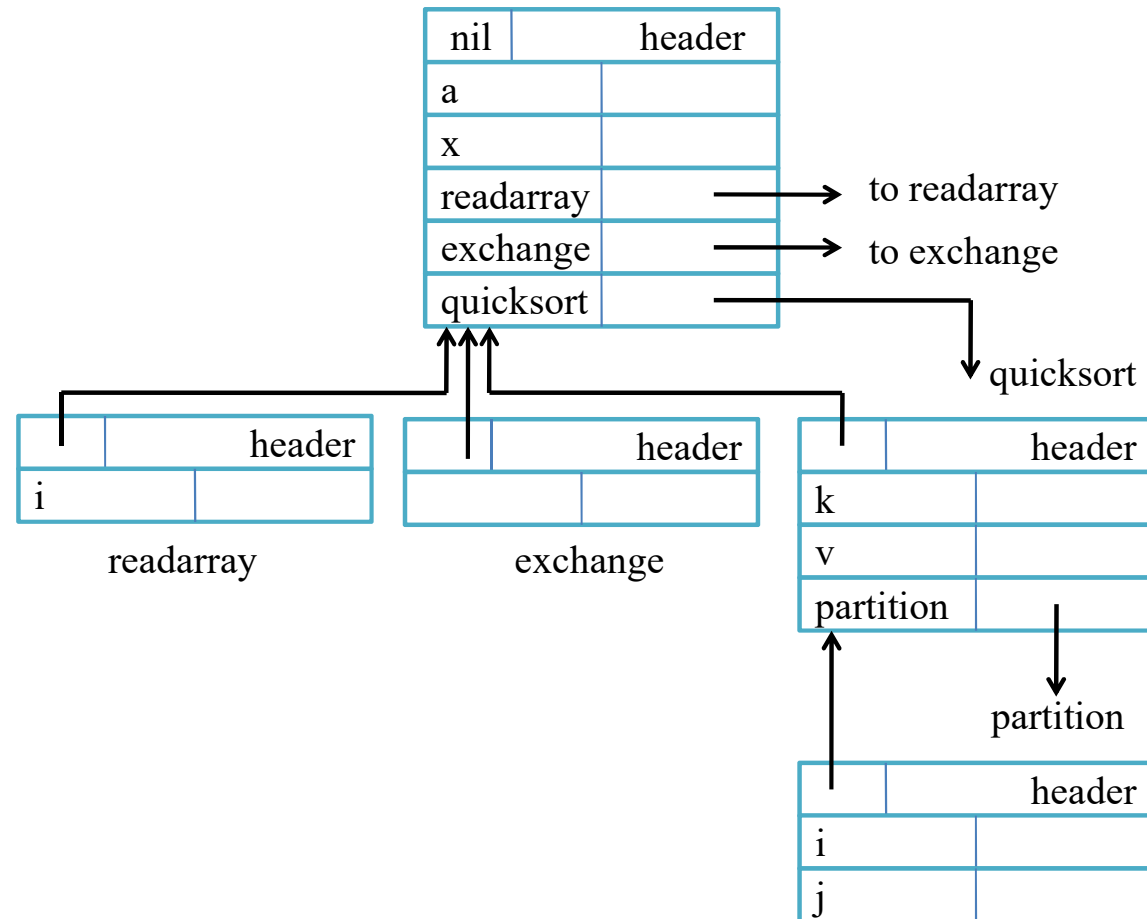 nil header
a
x
readarray to readarray
exchange to exchange
quicksort
quicksort
header header header
i k
readarray exchange v
partition
partition
header
i
j